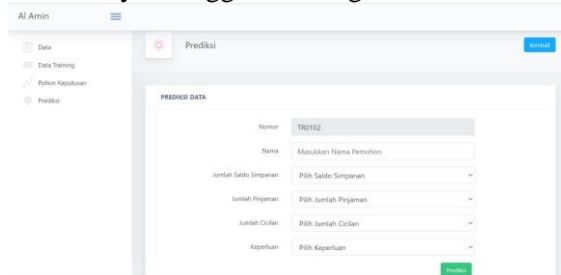 Al Amin
Data
Data Training
Pohon Keputusan
Prediksi
Prediksi
Kembali
PREDIKSI DATA
Nomor TR0102
Nama Masukkan Nama Pemohon
Jumlah Saldo Simpanan Pilih Saldo Simpanan
Jumlah Pinjaman Pilih Jumlah Pinjaman
Jumlah Cicilan Pilih Jumlah Cicilan
Keperluan Pilih Keperluan
Prediksi